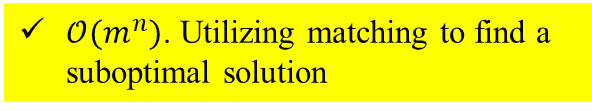 ✓ 𝒪(mⁿ). Utilizing matching to find a
suboptimal solution